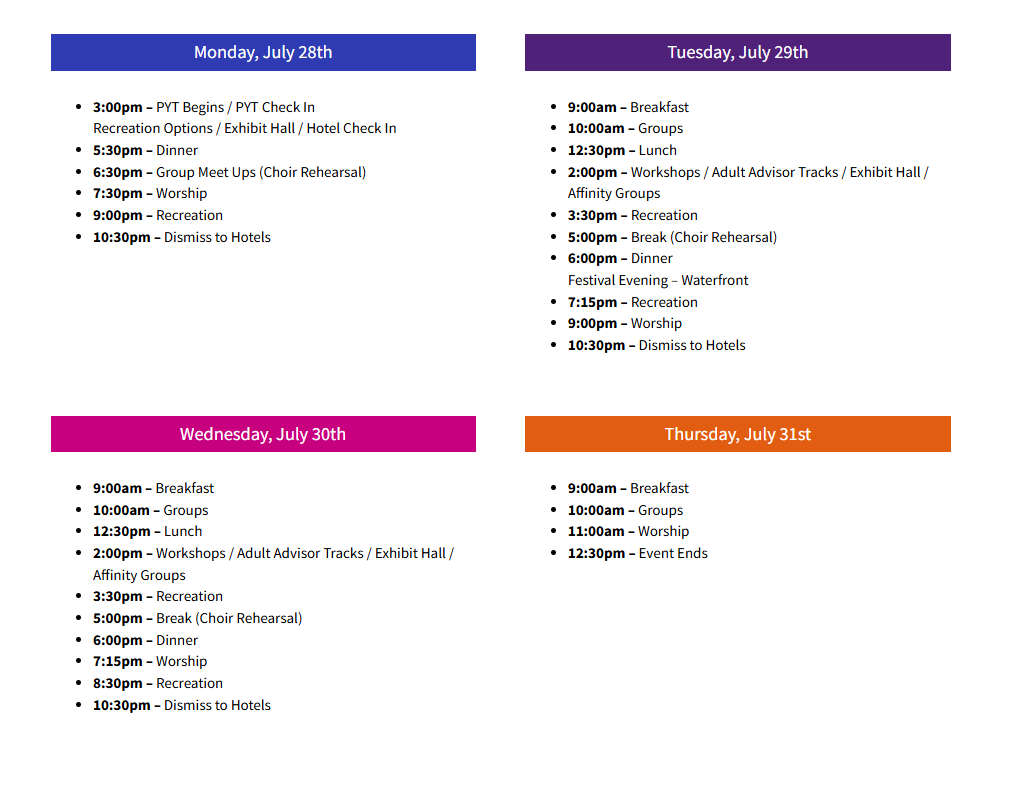 Monday, July 28th
• 3:00pm – PYT Begins / PYT Check In
Recreation Options / Exhibit Hall / Hotel Check In
• 5:30pm – Dinner
• 6:30pm – Group Meet Ups (Choir Rehearsal)
• 7:30pm – Worship
• 9:00pm – Recreation
• 10:30pm – Dismiss to Hotels
Tuesday, July 29th
• 9:00am – Breakfast
• 10:00am – Groups
• 12:30pm – Lunch
• 2:00pm – Workshops / Adult Advisor Tracks / Exhibit Hall /
Affinity Groups
• 3:30pm – Recreation
• 5:00pm – Break (Choir Rehearsal)
• 6:00pm – Dinner
Festival Evening – Waterfront
• 7:15pm – Recreation
• 9:00pm – Worship
• 10:30pm – Dismiss to Hotels
Wednesday, July 30th
• 9:00am – Breakfast
• 10:00am – Groups
• 12:30pm – Lunch
• 2:00pm – Workshops / Adult Advisor Tracks / Exhibit Hall /
Affinity Groups
• 3:30pm – Recreation
• 5:00pm – Break (Choir Rehearsal)
• 6:00pm – Dinner
• 7:15pm – Worship
• 8:30pm – Recreation
• 10:30pm – Dismiss to Hotels
Thursday, July 31st
• 9:00am – Breakfast
• 10:00am – Groups
• 11:00am – Worship
• 12:30pm – Event Ends